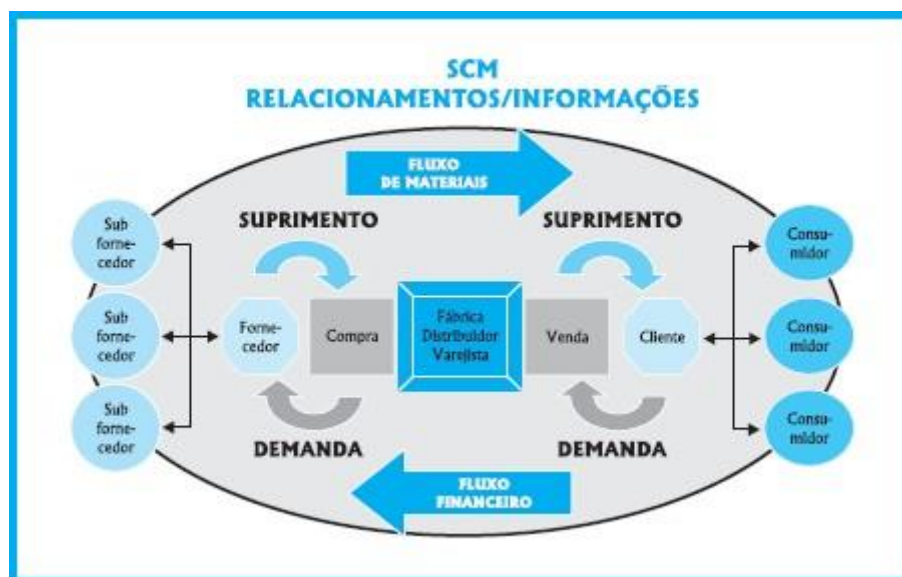 SCM
RELACIONAMENTOS/INFORMAÇÕES
FLUXO
DE MATERIAIS
SUPRIMENTO
SUPRIMENTO
Sub
forne-
cedor
Sub
forne-
cedor
Sub
forne-
cedor
Forne-
cedor
Compra
Fábrica
Distribuidor
Varejista
Venda
Cliente
Consu-
midor
Consu-
midor
Consu-
midor
DEMANDA
DEMANDA
FLUXO
FINANCEIRO